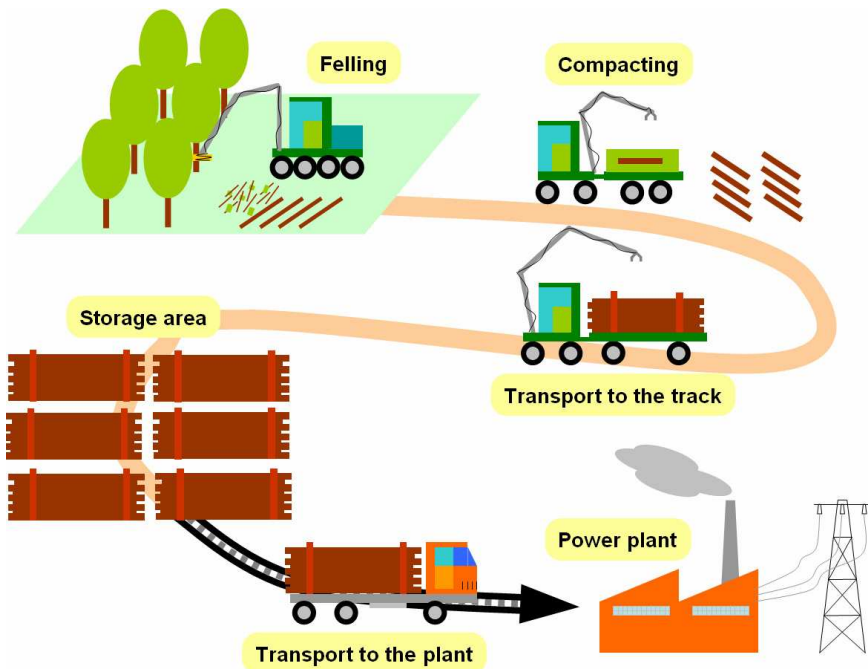 Felling
Compacting
Storage area
Transport to the track
Power plant
Transport to the plant